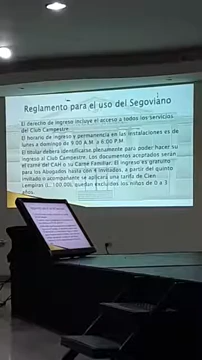 Reglamento para el uso del Segoviano
El derecho de ingreso incluye el acceso a todos los Servicios
del Club Campestre.
El horario de ingreso y permanencia en las instalaciones es de
lunes a domingo de 9:00 A.M. a 6:00 P.M
El titular deberá identificarse plenamente para poder hacer su
ingreso al Club Campestre. Los documentos aceptados serán
el carné del CAH o su Carné Familiar. El ingreso es gratuito
para los Abogados hasta con 4 invitados, a partir del quinto
invitado o acompañante se aplicará una tarifa de Cien
Lempiras (L. 100.00), quedan excluidos los niños de 0 a 3
años.